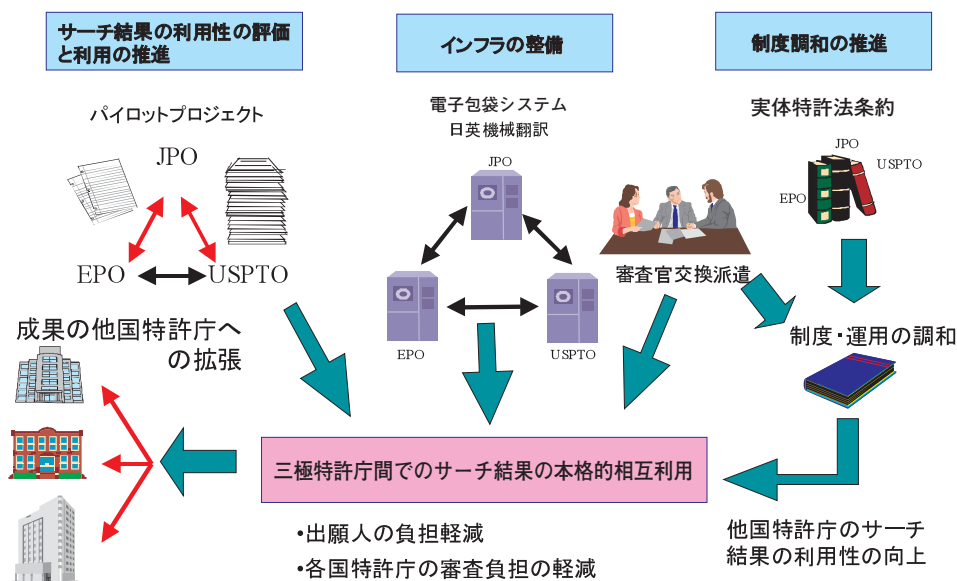 サーチ結果の利用性の評価
と利用の推進
インフラの整備
制度調和の推進
パイロットプロジェクト
JPO
EPO
USPTO
電子包袋システム
日英機械翻訳
JPO
EPO
USPTO
審査官交換派遣
実体特許法条約
JPO
USPTO
EPO
制度・運用の調和
成果の他国特許庁へ
の拡張
三極特許庁間でのサーチ結果の本格的相互利用
•出願人の負担軽減
•各国特許庁の審査負担の軽減
他国特許庁のサーチ
結果の利用性の向上